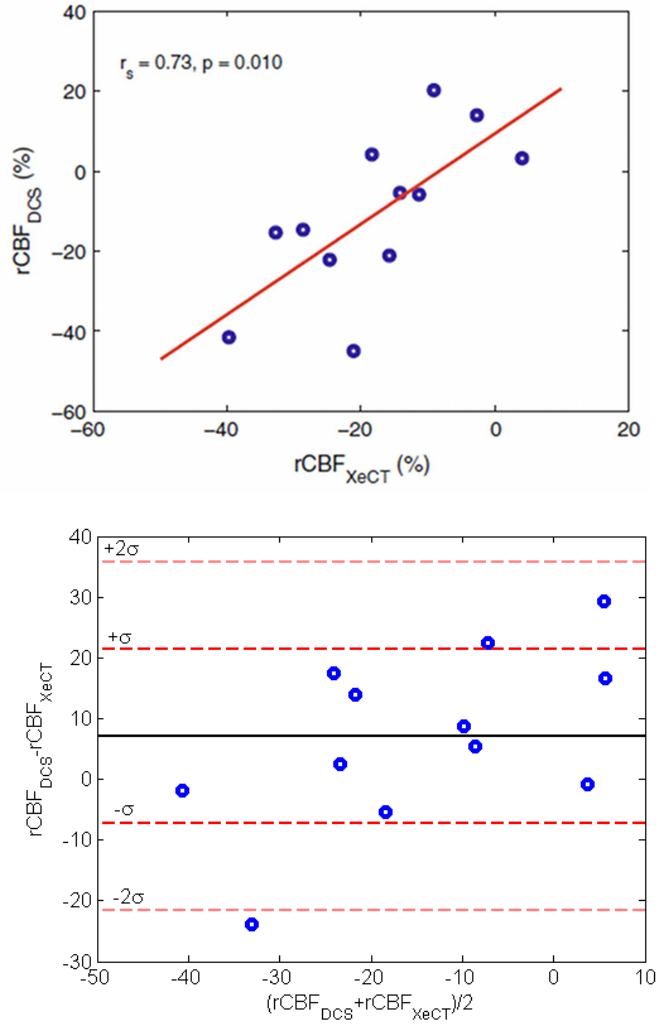 40
20
0
−20
−40
−60
rCBF_DCS (%)
r_s = 0.73, p = 0.010
−60 −40 −20 0 20
rCBF_XeCT (%)
40
30
20
10
0
-10
-20
-30
rCBF_DCS-rCBF_XeCT
+2σ
+σ
-σ
-2σ
-50 -40 -30 -20 -10 0 10
(rCBF_DCS+rCBF_XeCT)/2